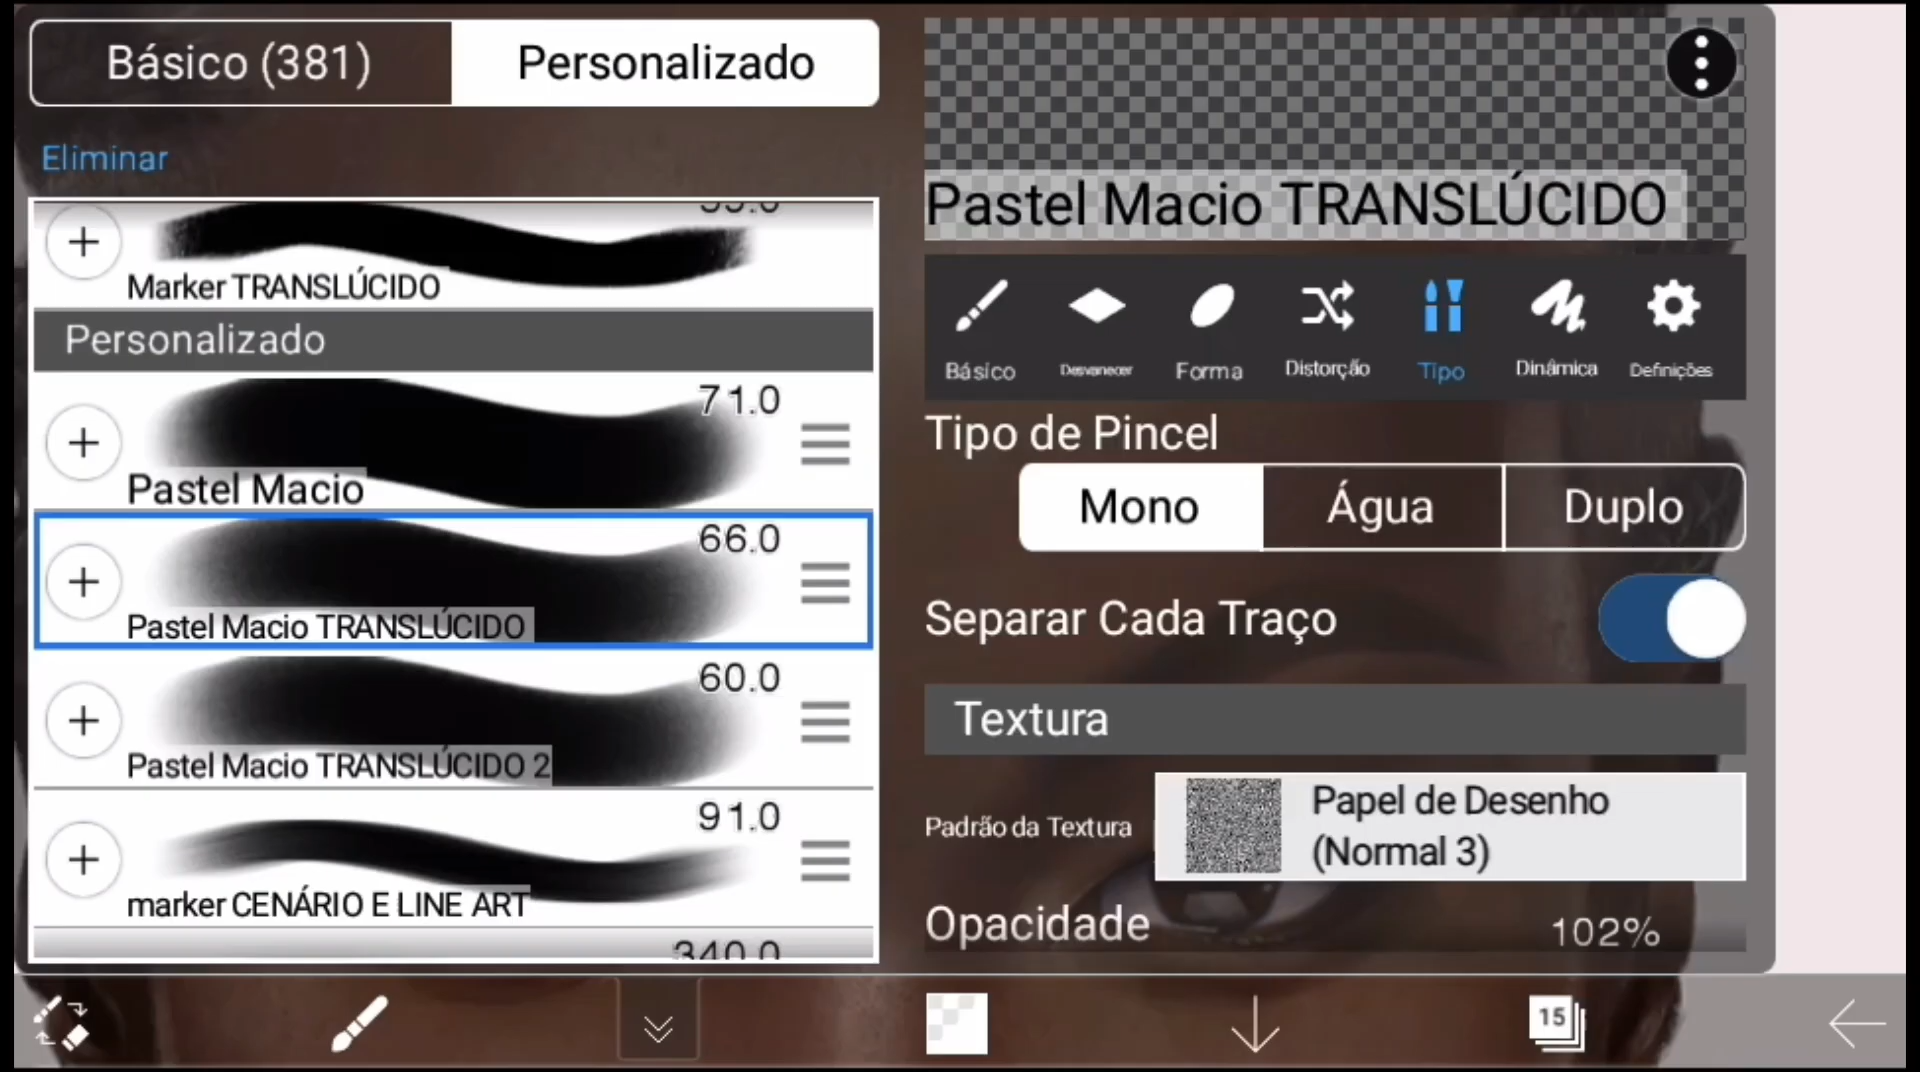 Básico (381)
Personalizado
Eliminar
Marker TRANSLÚCIDO
Personalizado
71.0
Pastel Macio
66.0
Pastel Macio TRANSLÚCIDO
60.0
Pastel Macio TRANSLÚCIDO 2
91.0
marker CENÁRIO E LINE ART
340.0
Pastel Macio TRANSLÚCIDO
Básico
Desvanecer
Forma
Distorção
Tipo
Dinâmica
Definições
Tipo de Pincel
Mono
Água
Duplo
Separar Cada Traço
Textura
Padrão da Textura
Papel de Desenho
(Normal 3)
Opacidade
102%
15